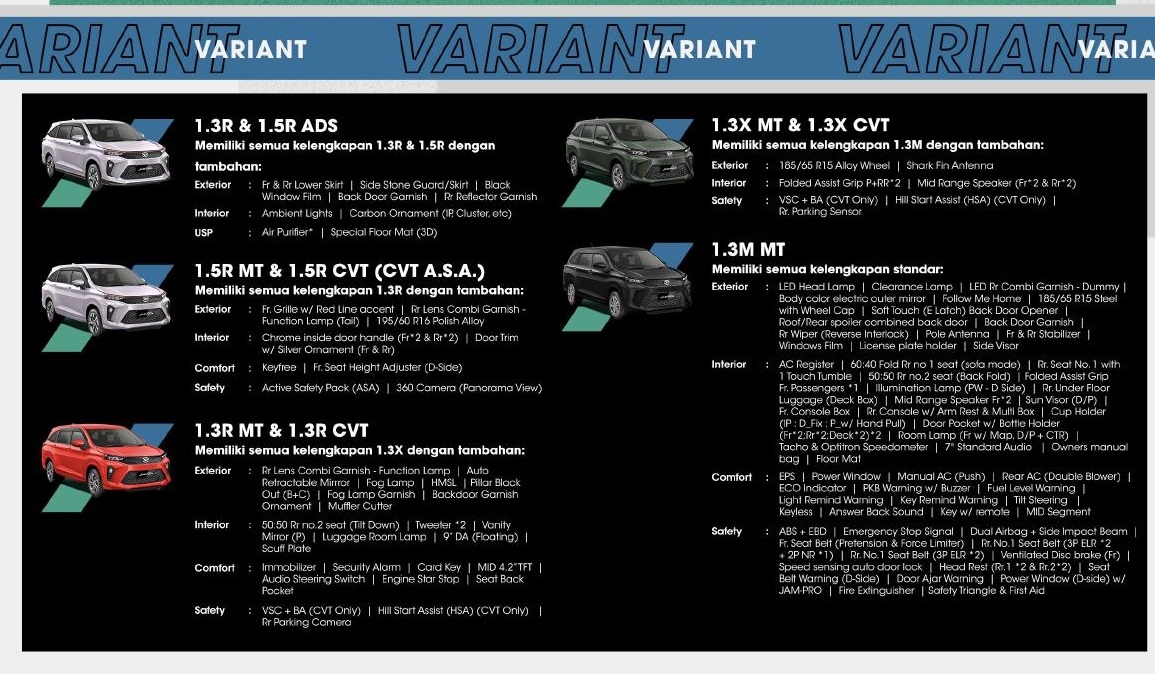 VARIANT VARIANT VARIANT VARIANT VARIANT VARIA
1.3R & 1.5R ADS
Memiliki semua kelengkapan 1.3R & 1.5R dengan
tambahan:
Exterior : Fr & Rr Lower Skirt | Side Stone Guard/Skirt | Black
Window Film | Back Door Garnish | Rr Reflector Garnish
Interior : Ambient Lights | Carbon Ornament (IP, Cluster, etc)
USP : Air Purifier* | Special Floor Mat (3D)
1.5R MT & 1.5R CVT (CVT A.S.A.)
Memiliki semua kelengkapan 1.3R dengan tambahan:
Exterior : Fr. Grille w/ Red Line accent | Rr Lens Combi Garnish -
Function Lamp (Tail) | 195/60 R16 Polish Alloy
Interior : Chrome inside door handle (Fr*2 & Rr*2) | Door Trim
w/ Silver Ornament (Fr & Rr)
Comfort : Keyfree | Fr. Seat Height Adjuster (D-Side)
Safety : Active Safety Pack (ASA) | 360 Camera (Panorama View)
1.3R MT & 1.3R CVT
Memiliki semua kelengkapan 1.3X dengan tambahan:
Exterior : Rr Lens Combi Garnish - Function Lamp | Auto
Retractable Mirror | Fog Lamp | HMSL | Pillar Black
Out (B+C) | Fog Lamp Garnish | Backdoor Garnish
Ornament | Muffler Cutter
Interior : 50:50 Rr no.2 seat (Tilt Down) | Tweeter *2 | Vanity
Mirror (P) | Luggage Room Lamp | 9" DA (Floating) |
Scuff Plate
Comfort : Immobilizer | Security Alarm | Card Key | MID 4.2"TFT |
Audio Steering Switch | Engine Star Stop | Seat Back
Pocket
Safety : VSC + BA (CVT Only) | Hill Start Assist (HSA) (CVT Only) |
Rr Parking Camera
1.3X MT & 1.3X CVT
Memiliki semua kelengkapan 1.3M dengan tambahan:
Exterior : 185/65 R15 Alloy Wheel | Shark Fin Antenna
Interior : Folded Assist Grip P+RR*2 | Mid Range Speaker (Fr*2 & Rr*2)
Safety : VSC + BA (CVT Only) | Hill Start Assist (HSA) (CVT Only) |
Rr. Parking Sensor
1.3M MT
Memiliki semua kelengkapan standar:
Exterior : LED Head Lamp | Clearance Lamp | LED Rr Combi Garnish - Dummy |
Body color electric outer mirror | Follow Me Home | 185/65 R15 Steel
with Wheel Cap | Soft Touch (E Latch) Back Door Opener |
Roof/Rear spoiler combined back door | Back Door Garnish |
Rr Wiper (Reverse Interlock) | Pole Antenna | Fr & Rr Stabilizer |
Windows Film | License plate holder | Side Visor
Interior : AC Register | 60:40 Fold Rr no 1 seat (sofa mode) | Rr. Seat No. 1 with
1 Touch Tumble | 50:50 Rr no.2 seat (Back Fold) | Folded Assist Grip
Fr. Passengers *1 | Illumination Lamp (PW - D Side) | Rr. Under Floor
Luggage (Deck Box) | Mid Range Speaker Fr*2 | Sun Visor (D/P) |
Fr. Console Box | Rr. Console w/ Arm Rest & Multi Box | Cup Holder
(IP : D_Fix ; P_w/ Hand Pull) | Door Pocket w/ Bottle Holder
(Fr*2;Rr*2;Deck*2)*2 | Room Lamp (Fr w/ Map, D/P + CTR) |
Tacho & Optitron Speedometer | 7" Standard Audio | Owners manual
bag | Floor Mat
Comfort : EPS | Power Window | Manual AC (Push) | Rear AC (Double Blower) |
ECO Indicator | PKB Warning w/ Buzzer | Fuel Level Warning |
Light Remind Warning | Key Remind Warning | Tilt Steering |
Keyless | Answer Back Sound | Key w/ remote | MID Segment
Safety : ABS + EBD | Emergency Stop Signal | Dual Airbag + Side Impact Beam |
Fr. Seat Belt (Pretension & Force Limiter) | Rr. No.1 Seat Belt (3P ELR *2
+ 2P NR *1) | Rr. No.1 Seat Belt (3P ELR *2) | Ventilated Disc brake (Fr) |
Speed sensing auto door lock | Head Rest (Rr.1 *2 & Rr.2*2) | Seat
Belt Warning (D-Side) | Door Ajar Warning | Power Window (D-side) w/
JAM-PRO | Fire Extinguisher | Safety Triangle & First Aid